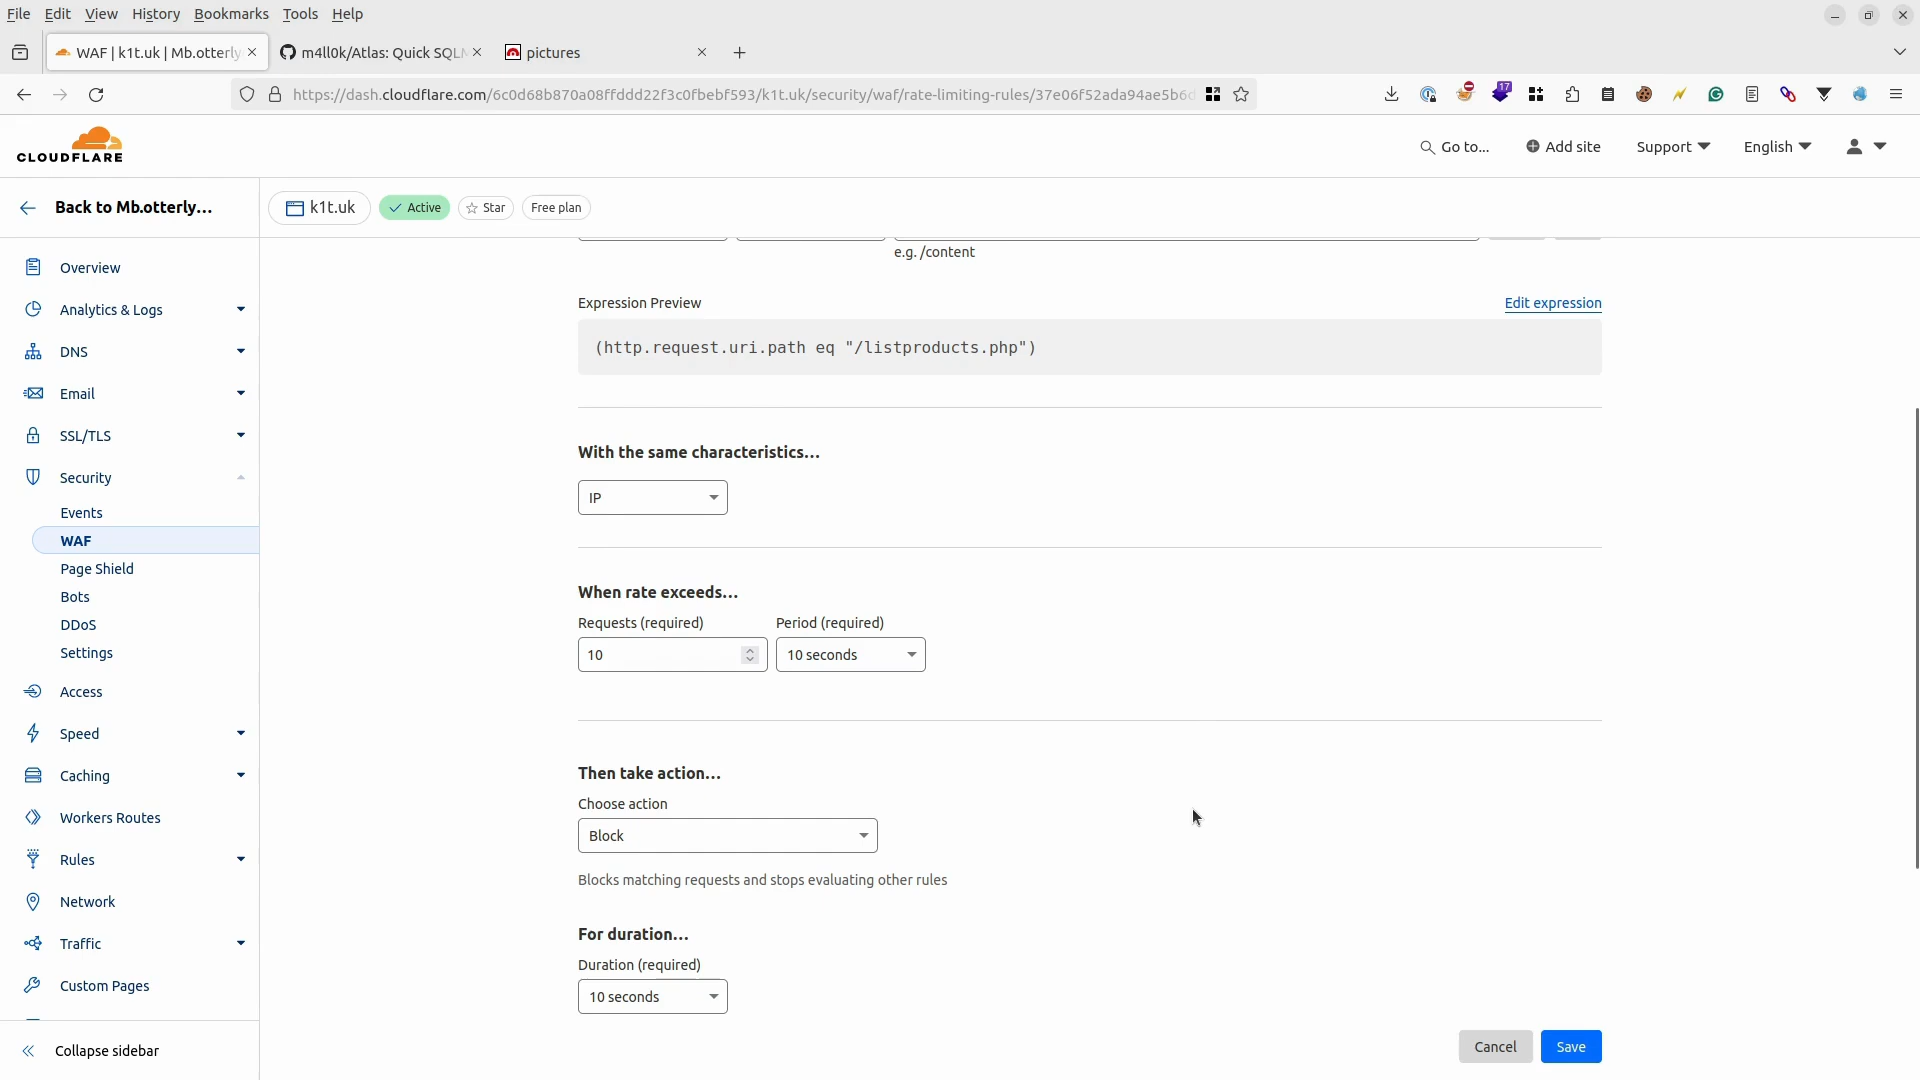 File Edit View History Bookmarks Tools Help
WAF | k1t.uk | Mb.otterly
m4ll0k/Atlas: Quick SQLM
pictures
https://dash.cloudflare.com/6c0d68b870a08ffddd22f3c0fbebf593/k1t.uk/security/waf/rate-limiting-rules/37e06f52ada94ae5b6d
17
CLOUDFLARE
Go to...
Add site
Support
English
Back to Mb.otterly...
k1t.uk
Active
Star
Free plan
Overview
Analytics & Logs
DNS
Email
SSL/TLS
Security
Events
WAF
Page Shield
Bots
DDoS
Settings
Access
Speed
Caching
Workers Routes
Rules
Network
Traffic
Custom Pages
Collapse sidebar
e.g. /content
Expression Preview
Edit expression
(http.request.uri.path eq "/listproducts.php")
With the same characteristics...
IP
When rate exceeds...
Requests (required)
Period (required)
10
10 seconds
Then take action...
Choose action
Block
Blocks matching requests and stops evaluating other rules
For duration...
Duration (required)
10 seconds
Cancel
Save